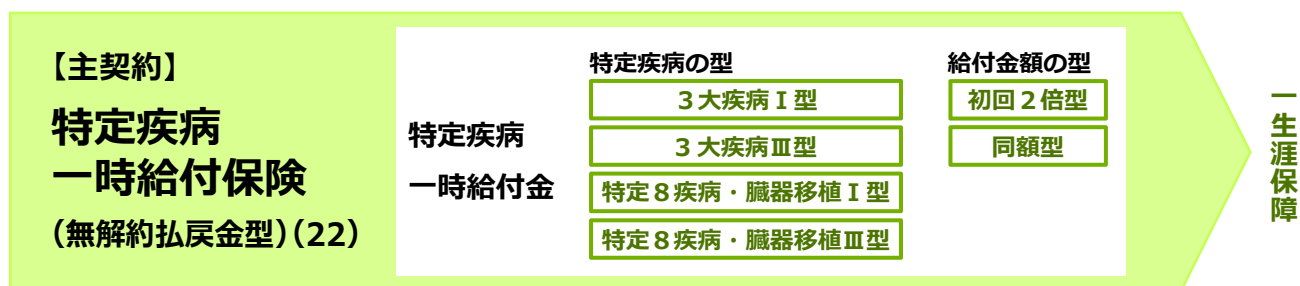 【主契約】
特定疾病
一時給付保険
（無解約払戻金型）（22）
特定疾病
一時給付金
特定疾病の型
３大疾病Ⅰ型
３大疾病Ⅲ型
特定８疾病・臓器移植Ⅰ型
特定８疾病・臓器移植Ⅲ型
給付金額の型
初回２倍型
同額型
一生涯保障